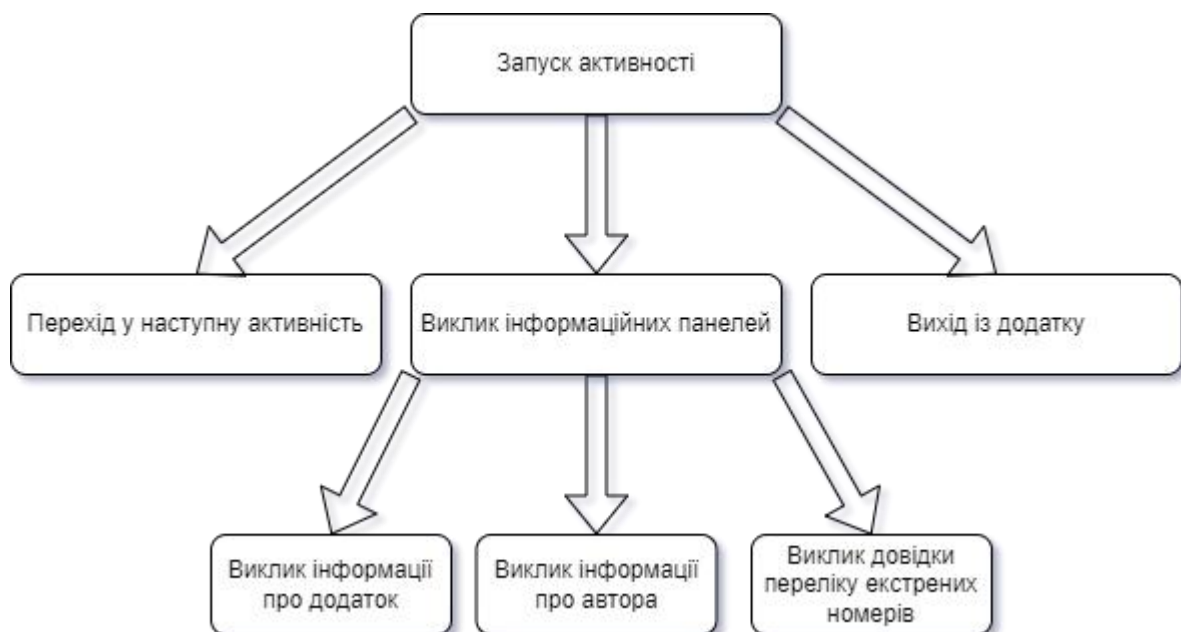 Запуск активності
Перехід у наступну активність
Виклик інформаційних панелей
Вихід із додатку
Виклик інформації
про додаток
Виклик інформації
про автора
Виклик довідки
переліку екстрених
номерів